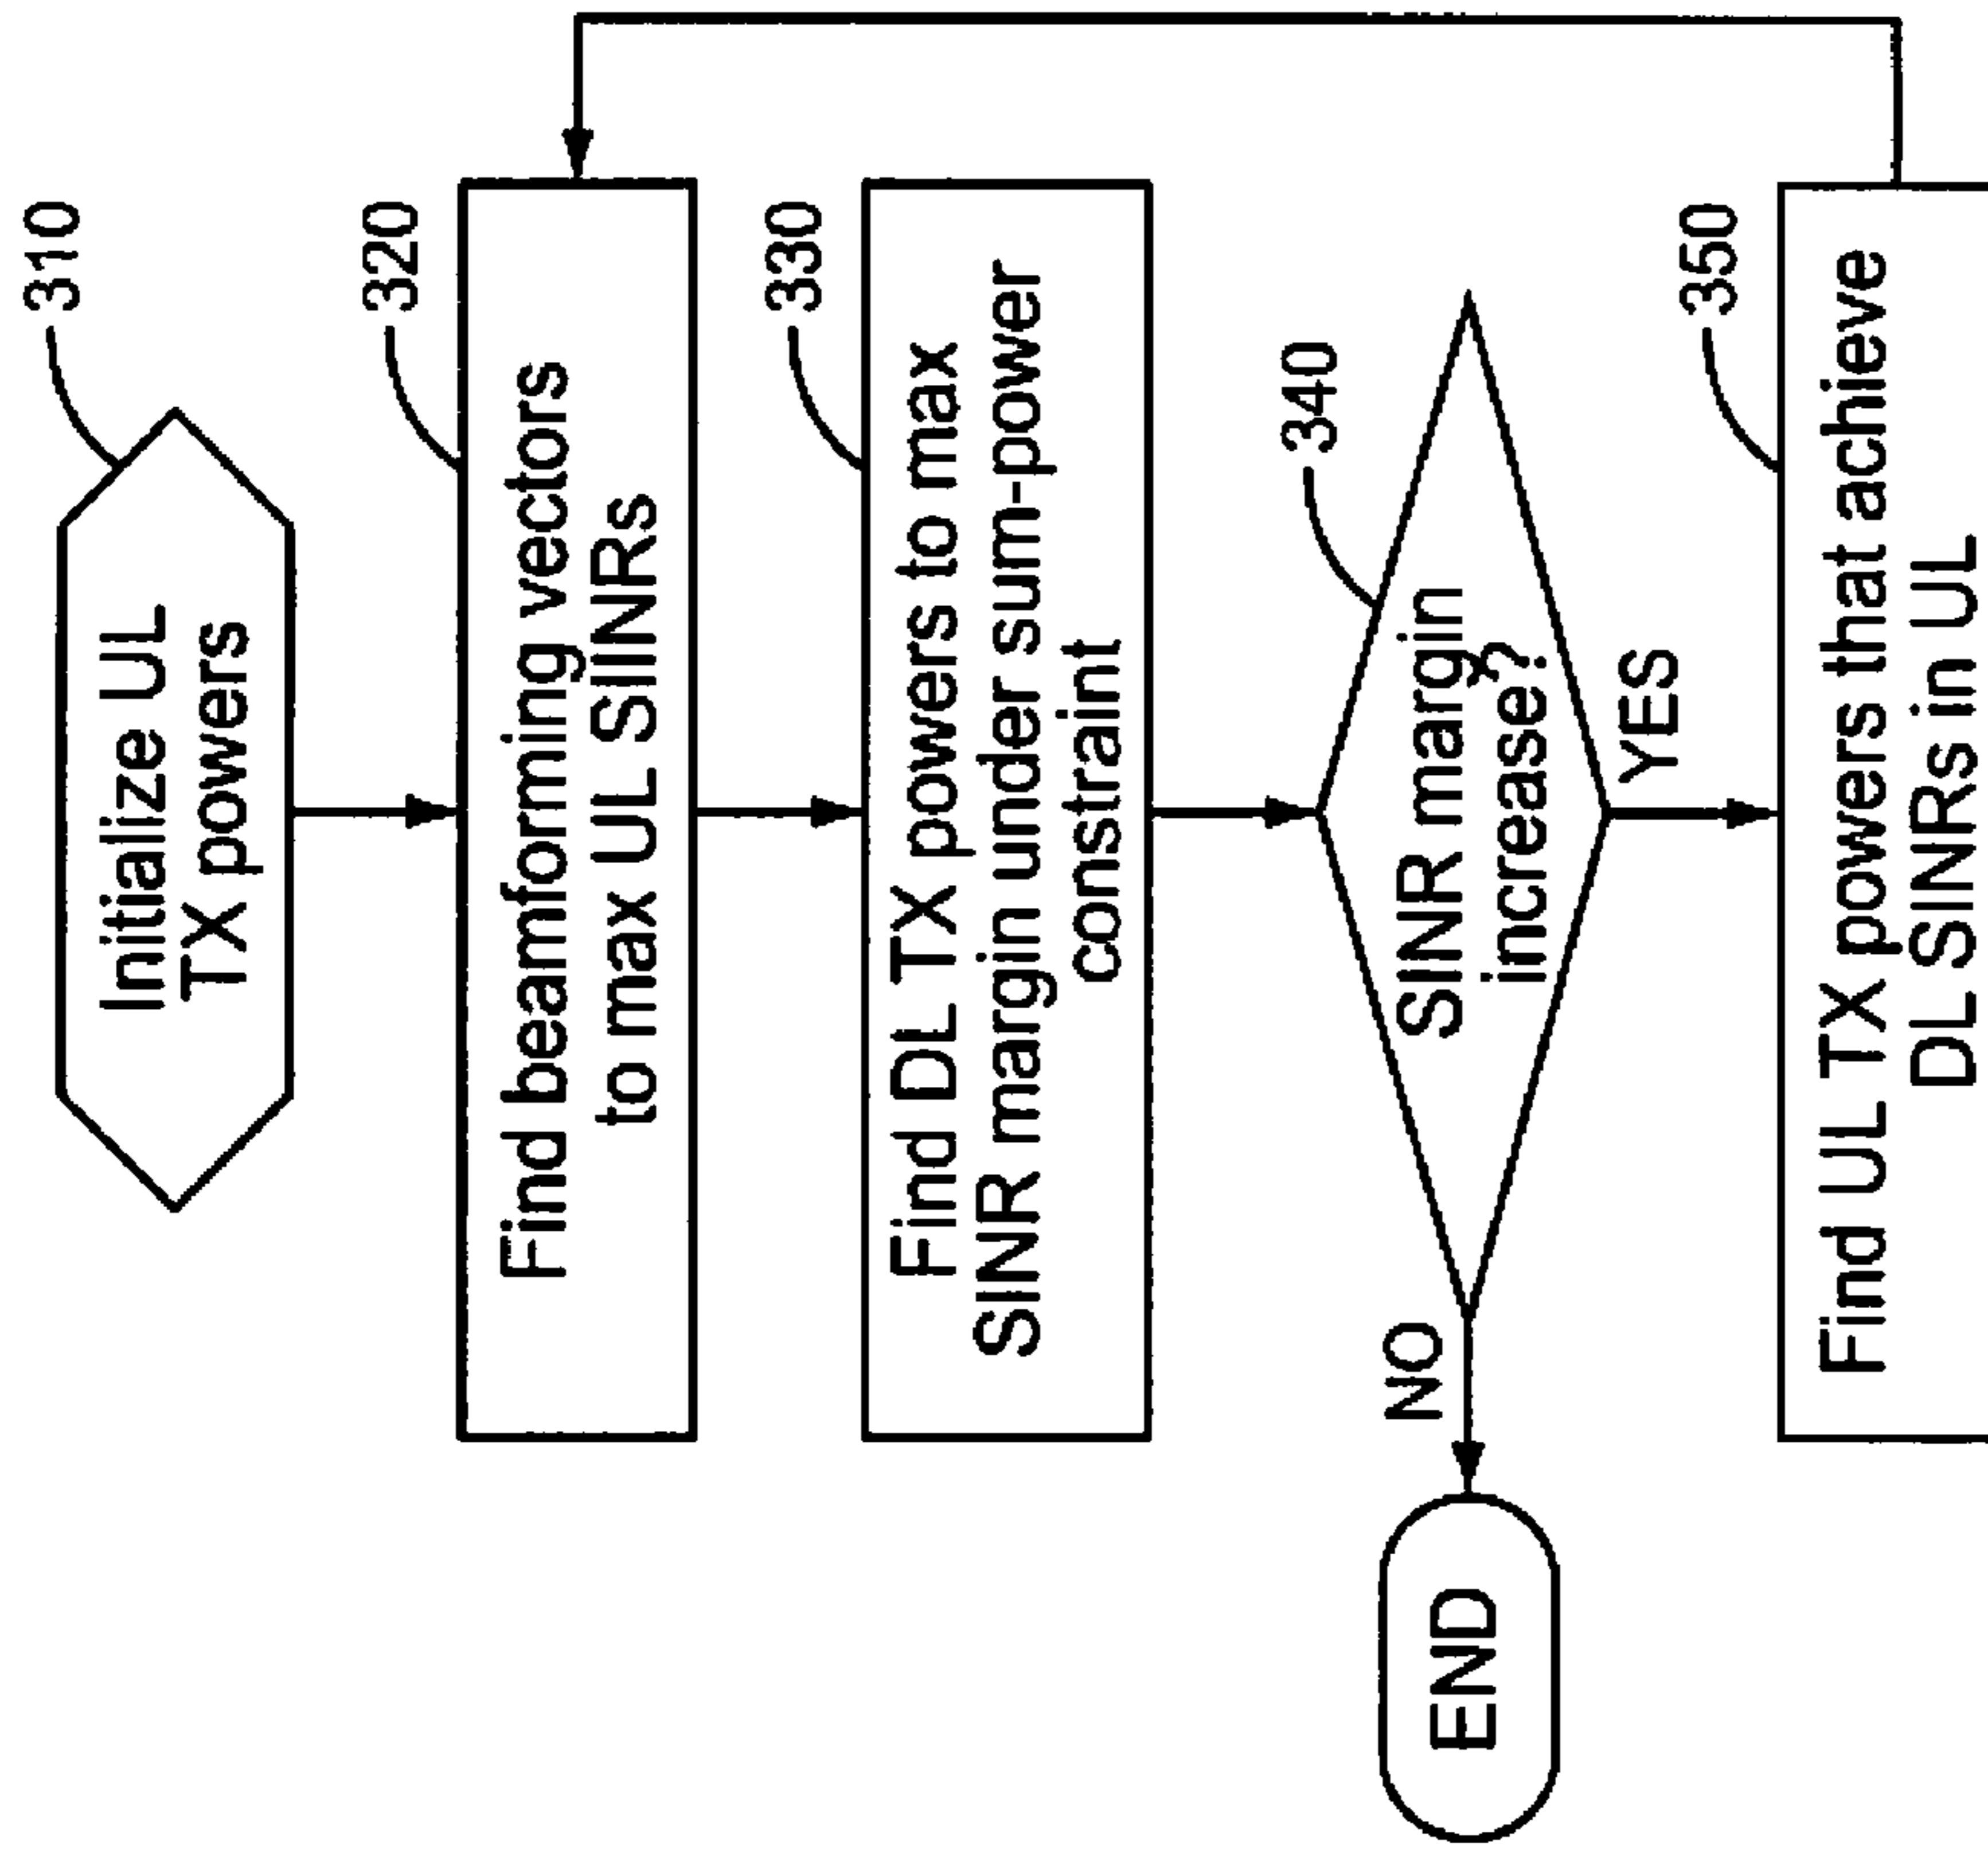 310
Initialize UL
TX powers
320
Find beamforming vectors
to max UL SINRs
330
Find DL TX powers to max
SINR margin under sum-power
constraint
340
SINR margin
increase?
NO
END
YES
350
Find UL TX powers that achieve
DL SINRs in UL